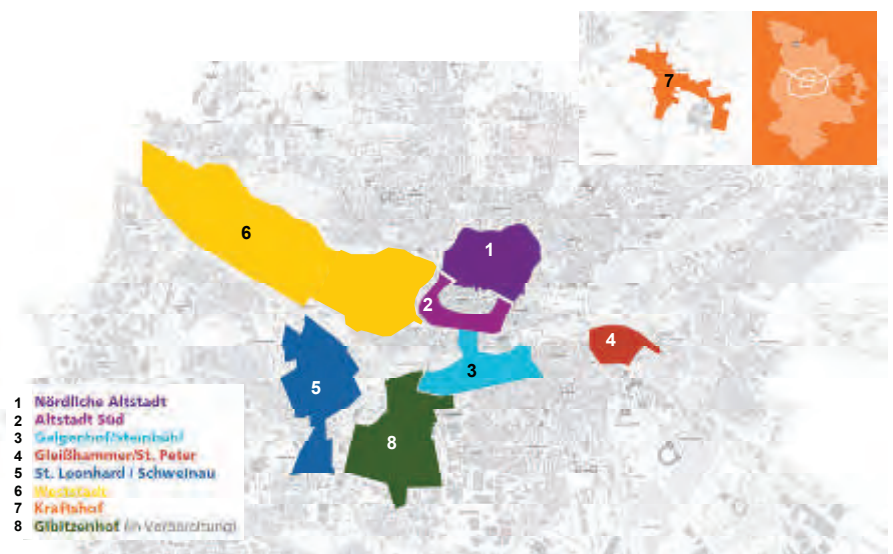 7
6
1
2
4
3
5
8
1 Nördliche Altstadt
2 Altstadt Süd
3 Galgenhof/Steinbühl
4 Gleißhammer/St. Peter
5 St. Leonhard / Schweinau
6 Weststadt
7 Kraftshof
8 Gibitzenhof (in Vorbereitung)